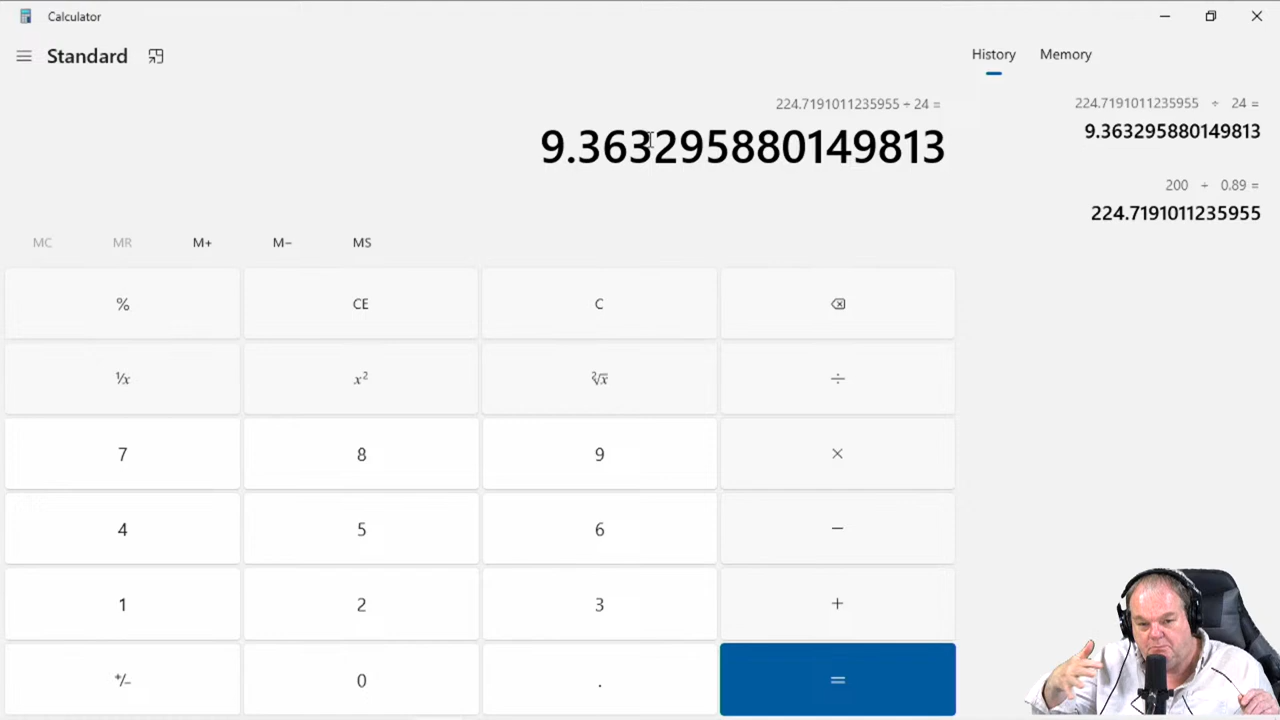 Calculator
Standard
History Memory
224.7191011235955 ÷ 24 =
9.363295880149813
224.7191011235955 ÷ 24 =
9.363295880149813
200 ÷ 0.89 =
224.7191011235955
MC MR M+ M− MS
% CE C
⅟x x² ²√x ÷
7 8 9 ×
4 5 6 −
1 2 3 +
+/− 0 . =